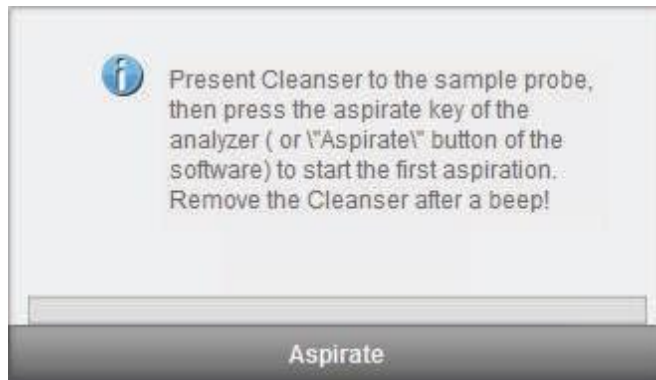 Present Cleanser to the sample probe,
then press the aspirate key of the
analyzer ( or \"Aspirate\" button of the
software) to start the first aspiration.
Remove the Cleanser after a beep!
Aspirate